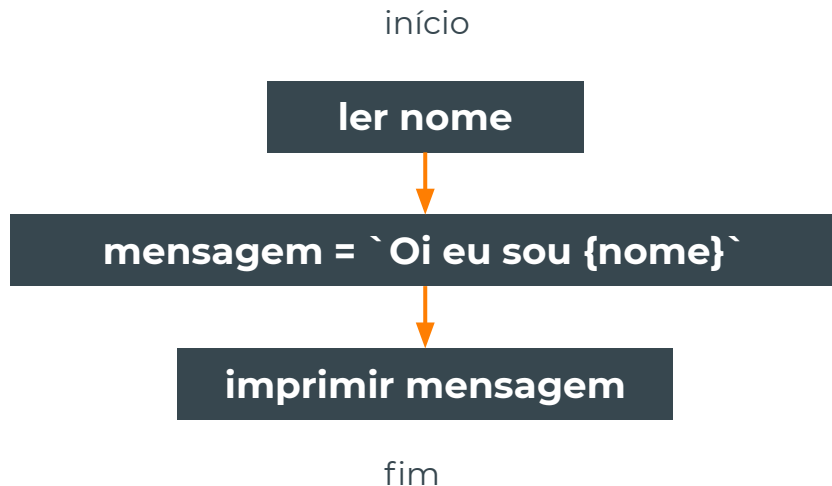 início
ler nome
mensagem = `Oi eu sou {nome}`
imprimir mensagem
fim